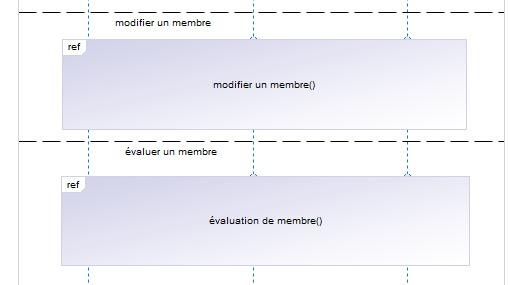 modifier un membre
ref
modifier un membre()
évaluer un membre
ref
évaluation de membre()